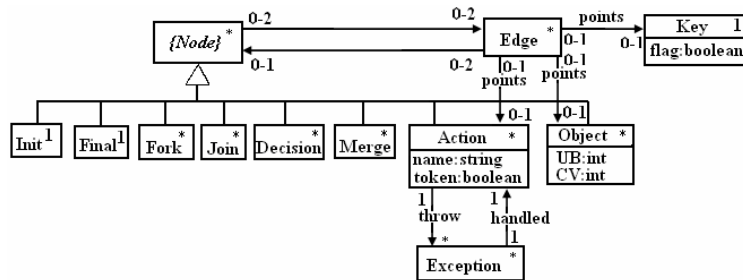 {Node} *
0-2
0-2
0-1
0-2
Edge *
points
0-1
0-1
0-1
Key 1
flag:boolean
0-1
points
0-1
points
0-1
0-1
Init 1
Final 1
Fork *
Join *
Decision *
Merge *
Action *
name:string
token:boolean
Object *
UB:int
CV:int
1
throw
*
1
handled
1
Exception *